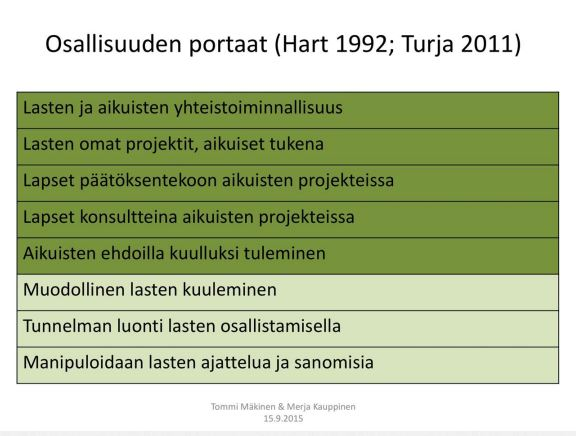 Osallisuuden portaat (Hart 1992; Turja 2011)
Lasten ja aikuisten yhteistoiminnallisuus
Lasten omat projektit, aikuiset tukena
Lapset päätöksentekoon aikuisten projekteissa
Lapset konsultteina aikuisten projekteissa
Aikuisten ehdoilla kuulluksi tuleminen
Muodollinen lasten kuuleminen
Tunnelman luonti lasten osallistamisella
Manipuloidaan lasten ajattelua ja sanomisia
Tommi Mäkinen & Merja Kauppinen
15.9.2015